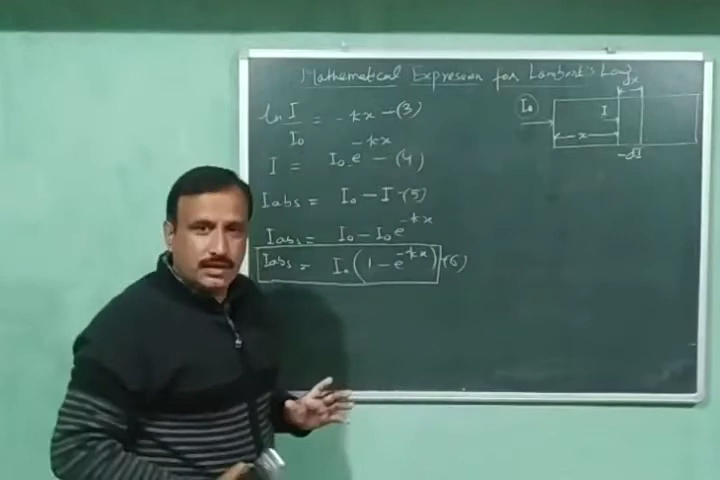 Mathematical Expression for Lambert's Law
ln I/I₀ = -kx -(3)
I = I₀ e^-kx -(4)
Iabs = I₀ - I -(5)
Iabs = I₀ - I₀ e^-kx
Iabs = I₀ (1 - e^-kx) -(6)
dx
I₀
I
x
-dI